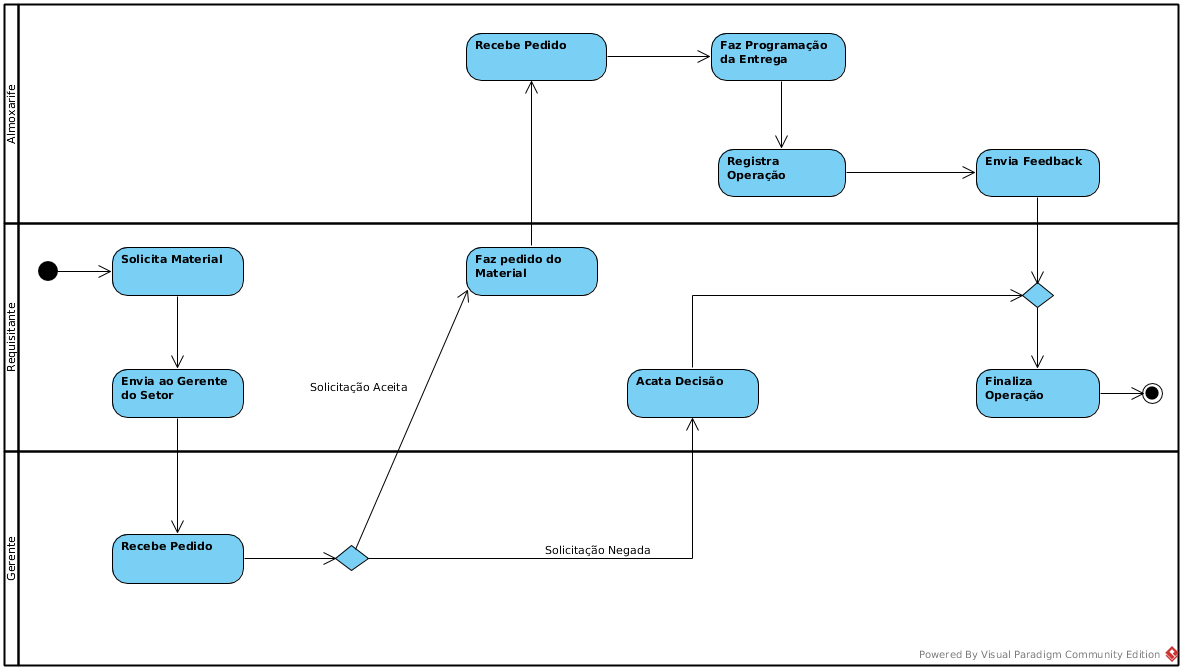 Almoxarife
Recebe Pedido
Faz Programação
da Entrega
Registra
Operação
Envia Feedback
Requisitante
Solicita Material
Faz pedido do
Material
Envia ao Gerente
do Setor
Solicitação Aceita
Acata Decisão
Finaliza
Operação
Gerente
Recebe Pedido
Solicitação Negada
Powered By Visual Paradigm Community Edition